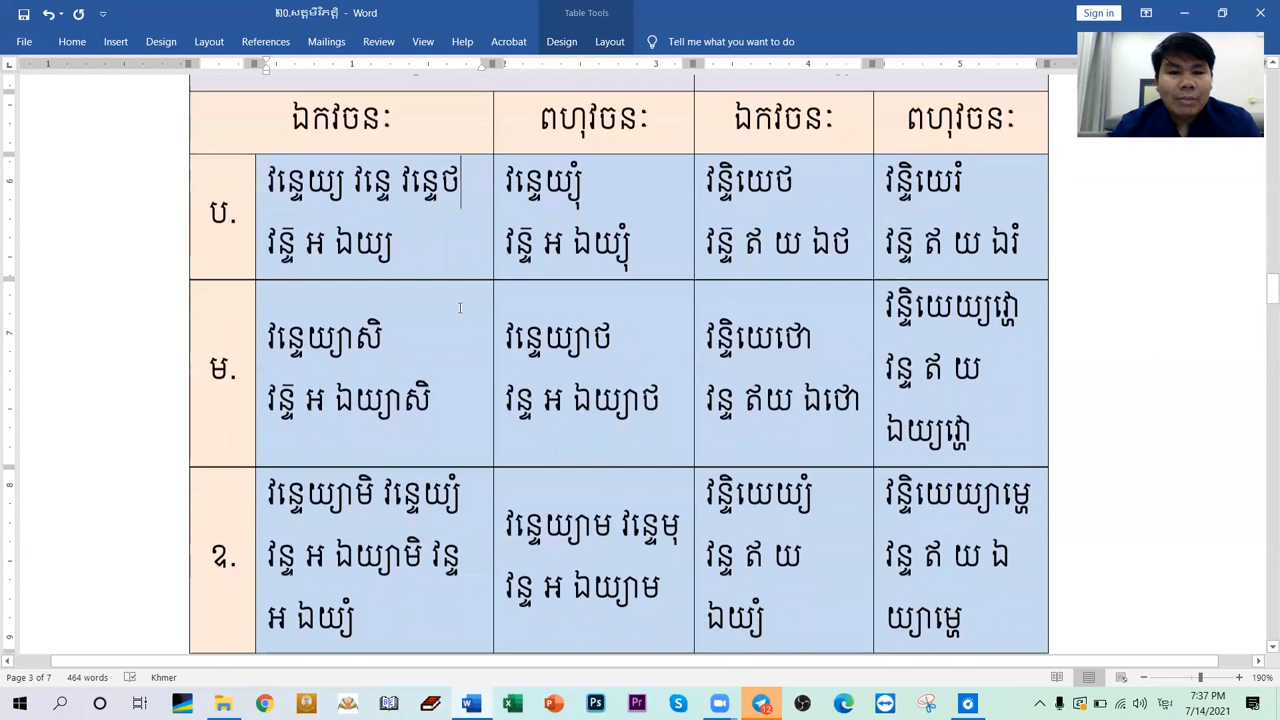 ២០.សត្តមីវិភត្តិ - Word
Table Tools
Sign in
File Home Insert Design Layout References Mailings Review View Help Acrobat Design Layout Tell me what you want to do
ឯកវចនៈ ពហុវចនៈ ឯកវចនៈ ពហុវចនៈ
ប.
វន្ទេយ្យ វន្ទេ វន្ទេថ
វន្ទ៑ អ ឯយ្យ
វន្ទេយ្យុំ
វន្ទ៑ អ ឯយ្យុំ
វន្ទិយេថ
វន្ទ៑ ឥ យ ឯថ
វន្ទិយេរំ
វន្ទ៑ ឥ យ ឯរំ
ម.
វន្ទេយ្យាសិ
វន្ទ៑ អ ឯយ្យាសិ
វន្ទេយ្យាថ
វន្ទ អ ឯយ្យាថ
វន្ទិយេថោ
វន្ទ ឥយ ឯថោ
វន្ទិយេយ្យវ្ហោ
វន្ទ ឥ យ
ឯយ្យវ្ហោ
ឧ.
វន្ទេយ្យាមិ វន្ទេយ្យំ
វន្ទ អ ឯយ្យាមិ វន្ទ
អ ឯយ្យំ
វន្ទេយ្យាម វន្ទេមុ
វន្ទ អ ឯយ្យាម
វន្ទិយេយ្យំ
វន្ទ ឥ យ
ឯយ្យំ
វន្ទិយេយ្យាម្ហេ
វន្ទ ឥ យ ឯ
យ្យាម្ហេ
Page 3 of 7 464 words Khmer 190%
7:37 PM
7/14/2021